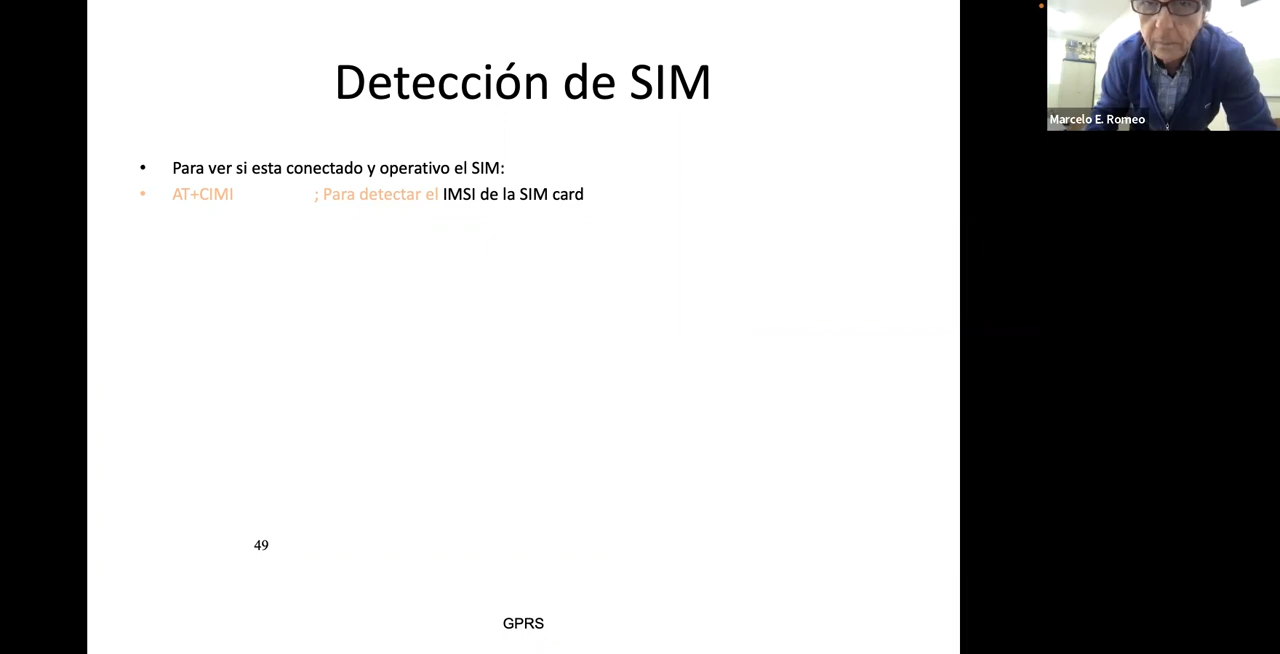 Detección de SIM
Marcelo E. Romeo
• Para ver si esta conectado y operativo el SIM:
• AT+CIMI ; Para detectar el IMSI de la SIM card
49
GPRS